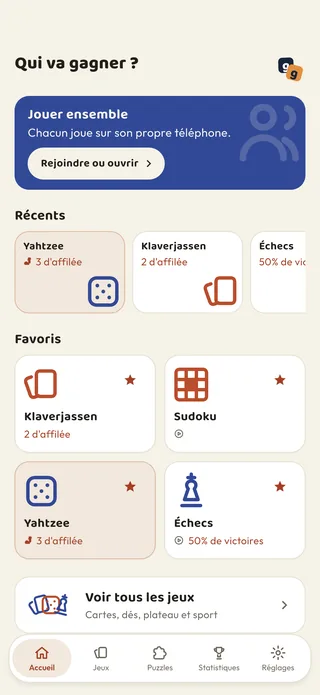 Qui va gagner ?
g
g
Jouer ensemble
Chacun joue sur son propre téléphone.
Rejoindre ou ouvrir
Récents
Yahtzee
3 d'affilée
Klaverjassen
2 d'affilée
Échecs
50% de vic
Favoris
Klaverjassen
2 d'affilée
Sudoku
Yahtzee
3 d'affilée
Échecs
50% de victoires
Voir tous les jeux
Cartes, dés, plateau et sport
Accueil
Jeux
Puzzles
Statistiques
Réglages